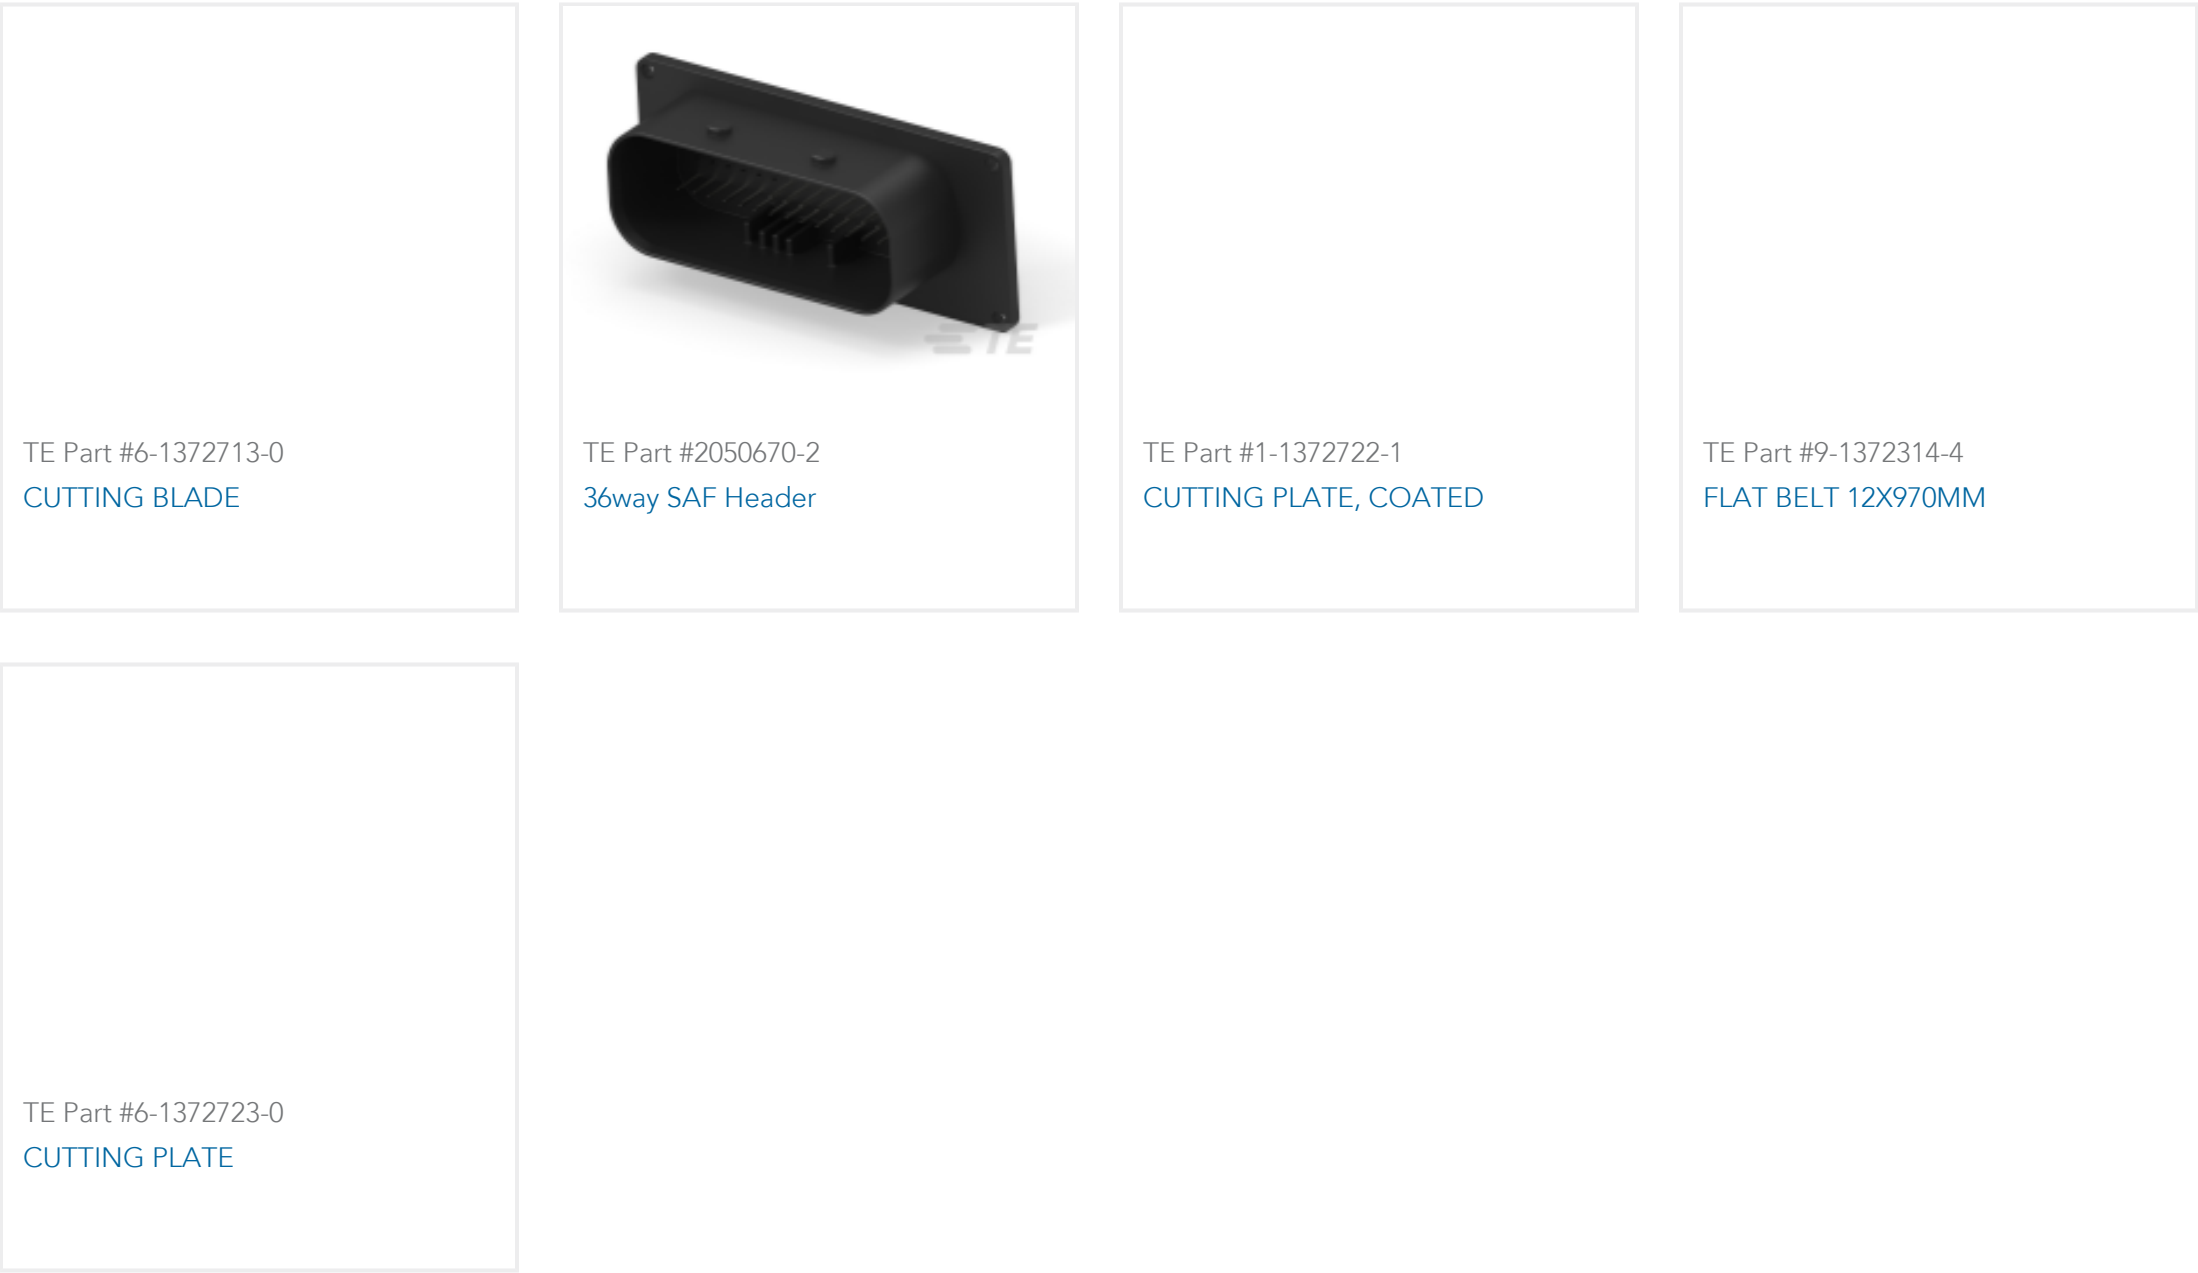 TE
TE Part #6-1372713-0
CUTTING BLADE
TE Part #2050670-2
36way SAF Header
TE Part #1-1372722-1
CUTTING PLATE, COATED
TE Part #9-1372314-4
FLAT BELT 12X970MM
TE Part #6-1372723-0
CUTTING PLATE